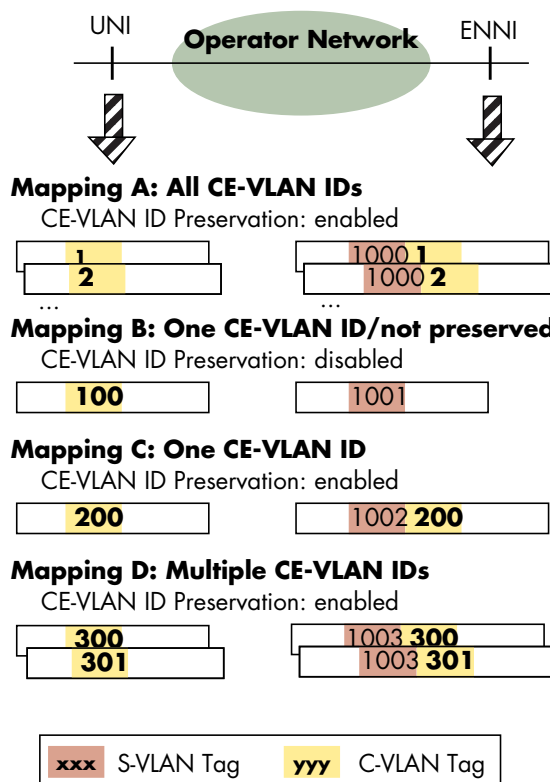 UNI
ENNI
Operator Network
Mapping A: All CE-VLAN IDs
CE-VLAN ID Preservation: enabled
1 1000 1
2 1000 2
... ...
Mapping B: One CE-VLAN ID/not preserved
CE-VLAN ID Preservation: disabled
100 1001
Mapping C: One CE-VLAN ID
CE-VLAN ID Preservation: enabled
200 1002 200
Mapping D: Multiple CE-VLAN IDs
CE-VLAN ID Preservation: enabled
300 1003 300
301 1003 301
xxx S-VLAN Tag yyy C-VLAN Tag